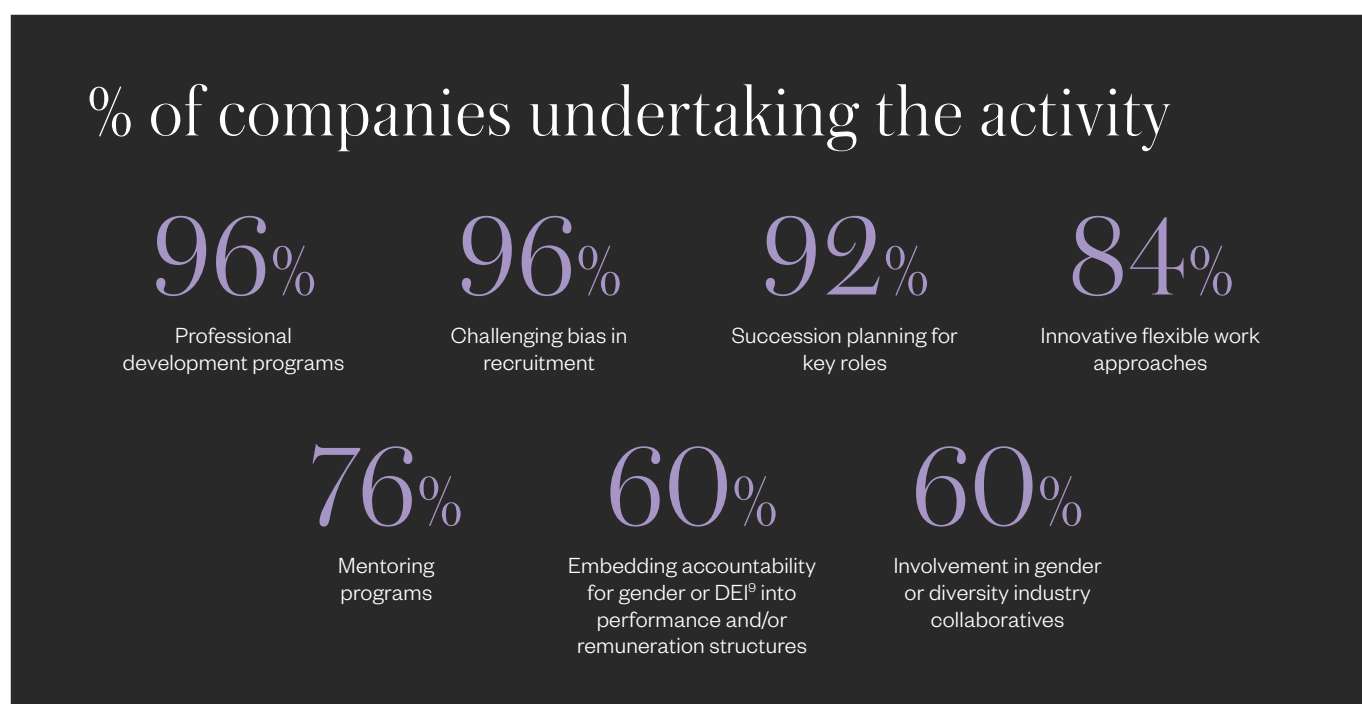 % of companies undertaking the activity
96%
Professional
development programs
96%
Challenging bias in
recruitment
92%
Succession planning for
key roles
84%
Innovative flexible work
approaches
76%
Mentoring
programs
60%
Embedding accountability
for gender or DEI⁹ into
performance and/or
remuneration structures
60%
Involvement in gender
or diversity industry
collaboratives